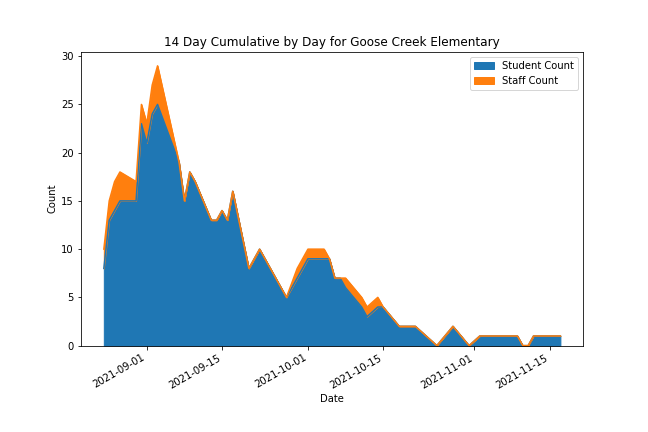 14 Day Cumulative by Day for Goose Creek Elementary
30
25
20
15
10
5
0
Count
Student Count
Staff Count
2021-09-01
2021-09-15
2021-10-01
2021-10-15
2021-11-01
2021-11-15
Date